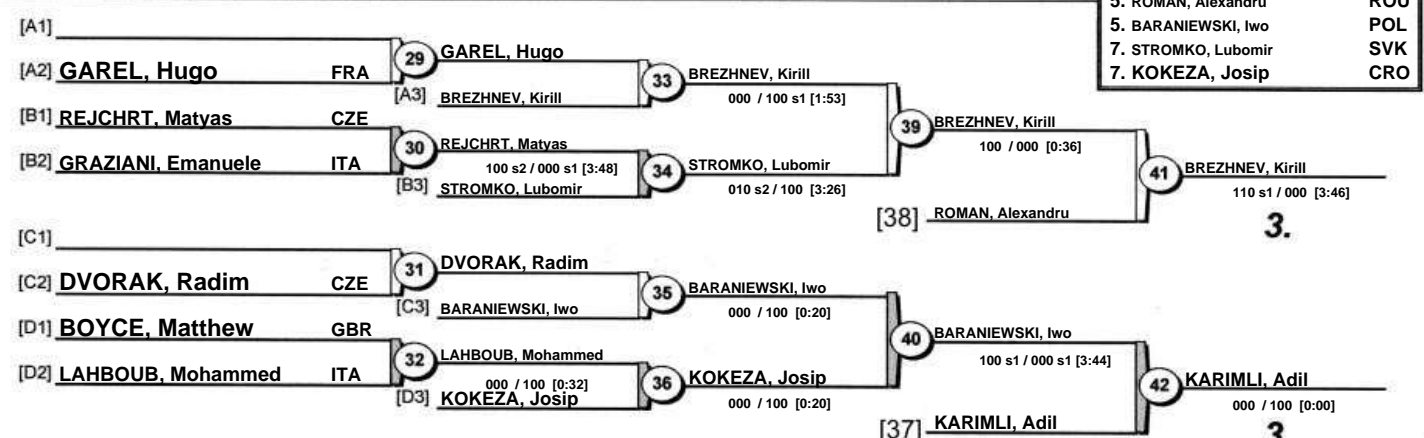 5. ROMAN, Alexandru ROU
5. BARANIEWSKI, Iwo POL
7. STROMKO, Lubomir SVK
7. KOKEZA, Josip CRO
[A1]
[A2] GAREL, Hugo FRA
29
GAREL, Hugo
[A3] BREZHNEV, Kirill
33
BREZHNEV, Kirill
000 / 100 s1 [1:53]
[B1] REJCHRT, Matyas CZE
[B2] GRAZIANI, Emanuele ITA
30
REJCHRT, Matyas
100 s2 / 000 s1 [3:48]
[B3] STROMKO, Lubomir
34
STROMKO, Lubomir
010 s2 / 100 [3:26]
39
BREZHNEV, Kirill
100 / 000 [0:36]
[38] ROMAN, Alexandru
41
BREZHNEV, Kirill
110 s1 / 000 [3:46]
3.
[C1]
[C2] DVORAK, Radim CZE
31
DVORAK, Radim
[C3] BARANIEWSKI, Iwo
35
BARANIEWSKI, Iwo
000 / 100 [0:20]
[D1] BOYCE, Matthew GBR
[D2] LAHBOUB, Mohammed ITA
32
LAHBOUB, Mohammed
000 / 100 [0:32]
[D3] KOKEZA, Josip
36
KOKEZA, Josip
000 / 100 [0:20]
40
BARANIEWSKI, Iwo
100 s1 / 000 s1 [3:44]
[37] KARIMLI, Adil
42
KARIMLI, Adil
000 / 100 [0:00]
3.